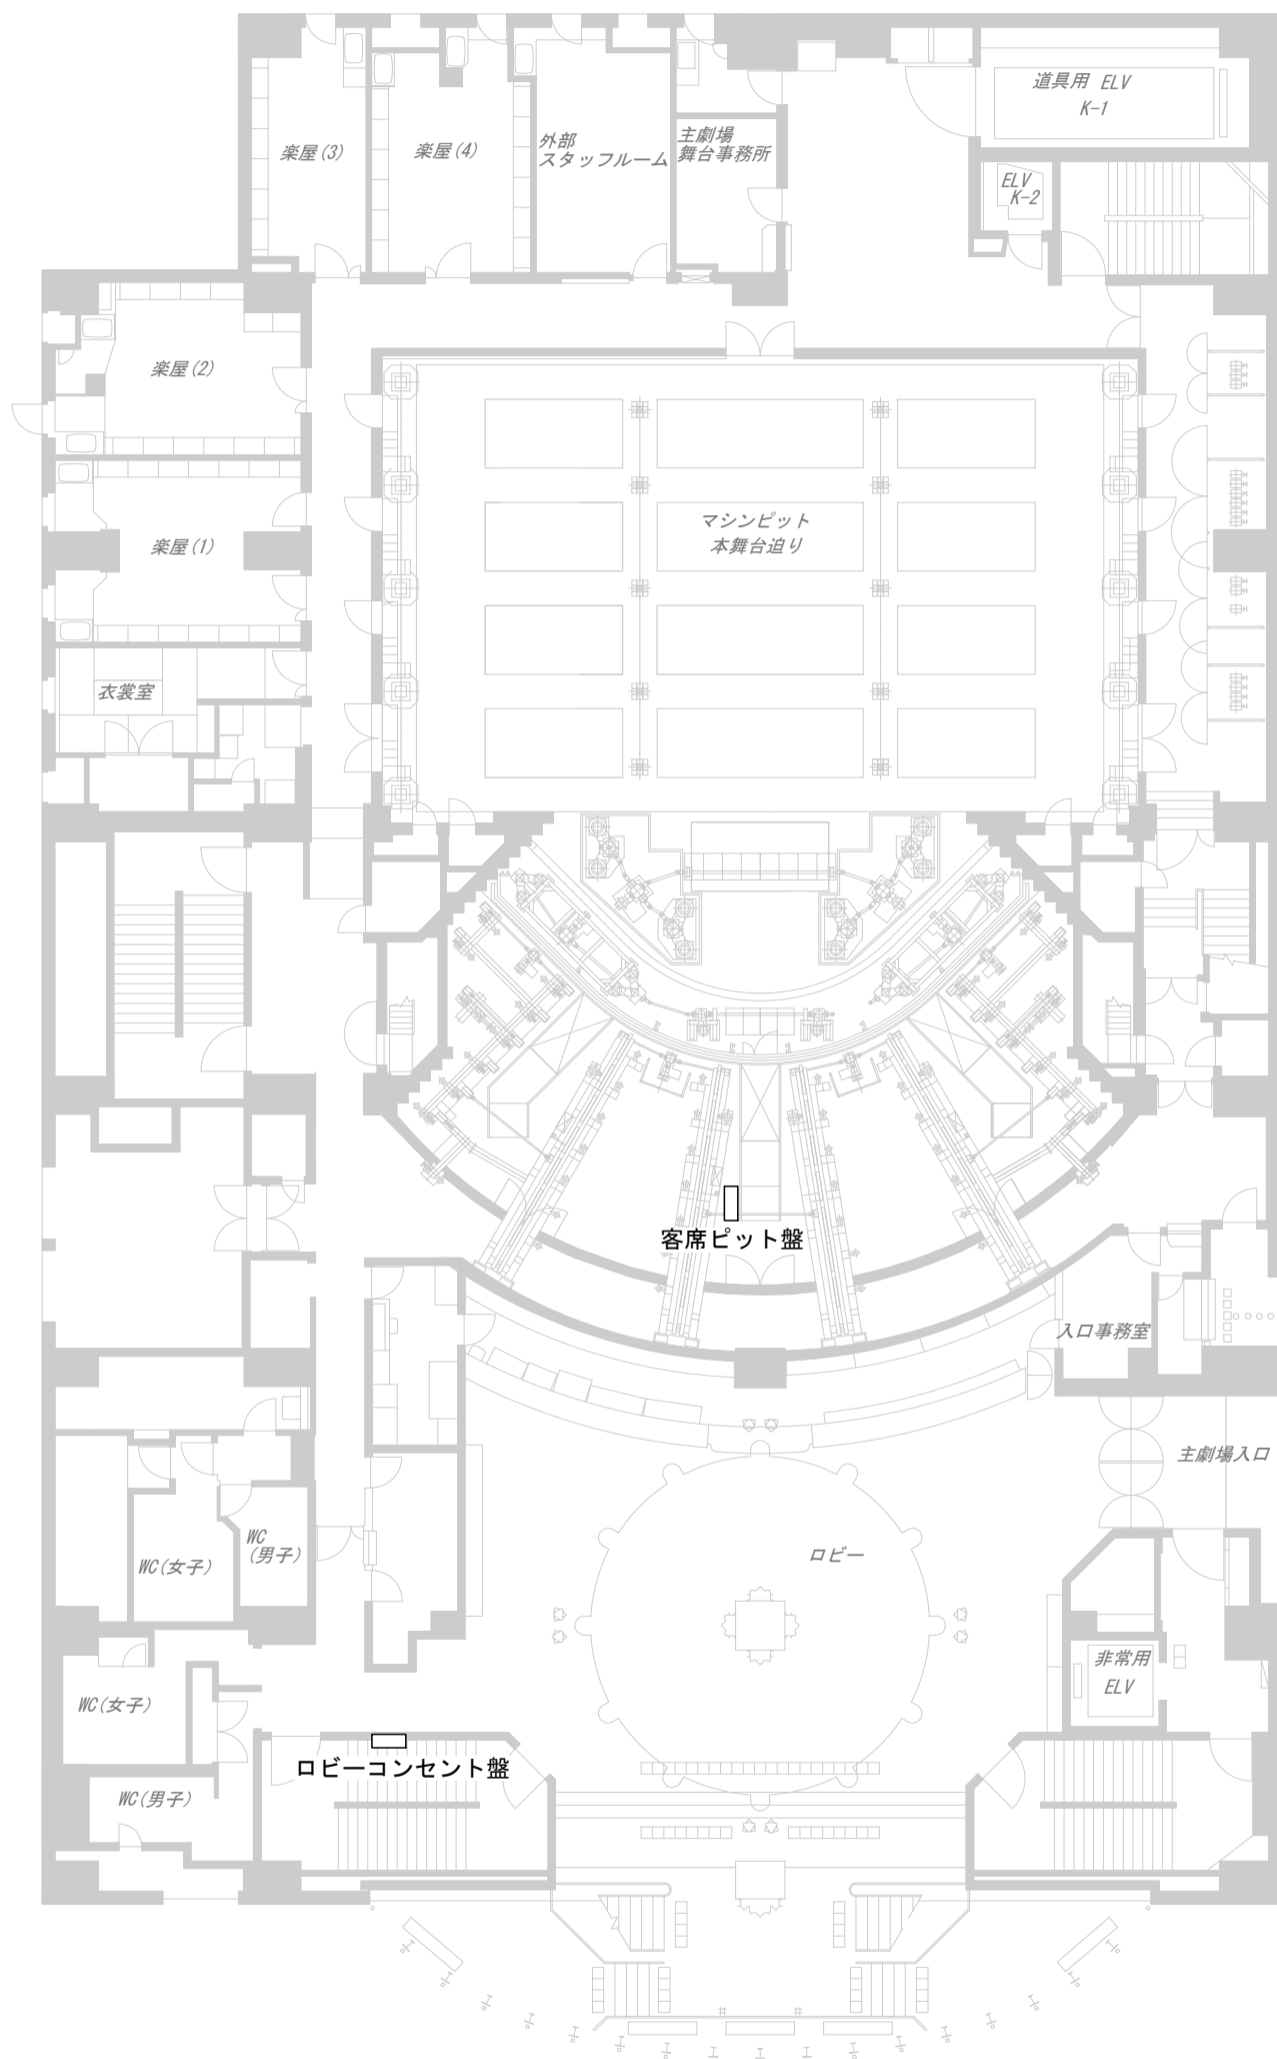 道具用 ELV
K-1
外部
スタッフルーム
主劇場
舞台事務所
楽屋(3)
楽屋(4)
ELV
K-2
楽屋(2)
マシンピット
本舞台迫り
楽屋(1)
衣裳室
客席ピット盤
入口事務室
主劇場入口
WC
(男子)
WC(女子)
ロビー
非常用
ELV
WC(女子)
ロビーコンセント盤
WC(男子)